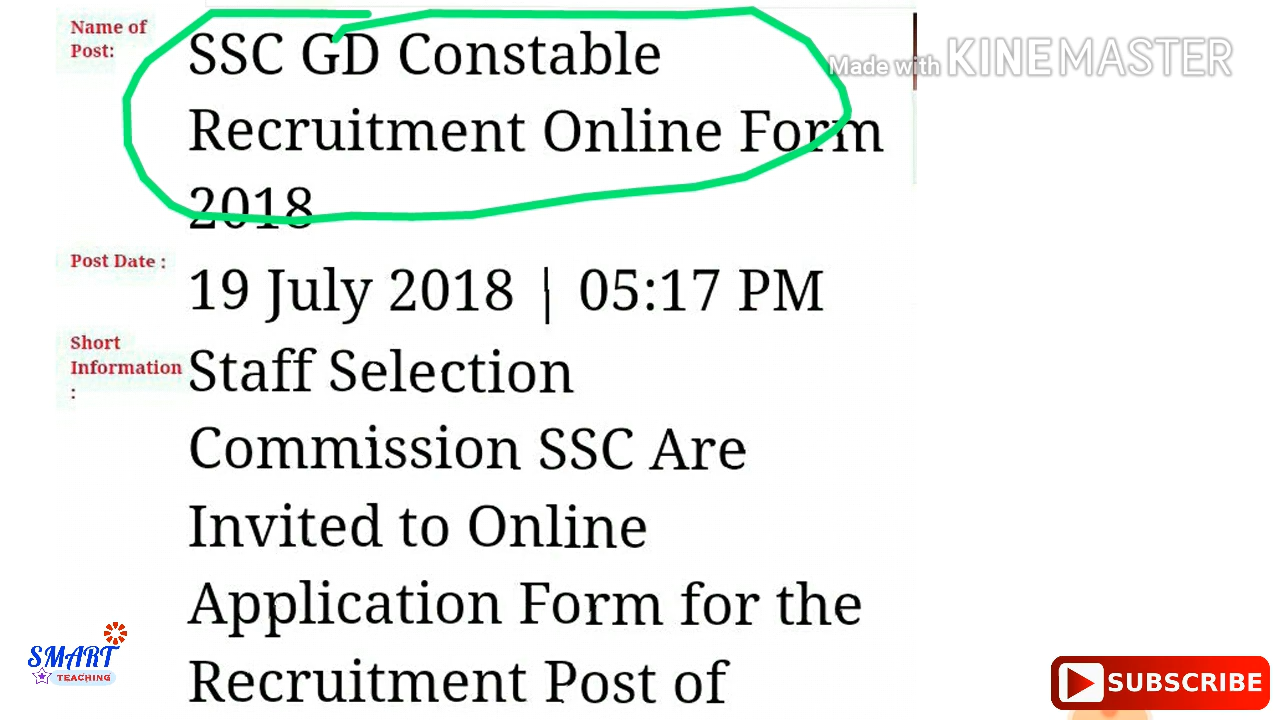 Name of
Post:
SSC GD Constable
Recruitment Online Form
2018
Made with KINEMASTER
Post Date :
19 July 2018 | 05:17 PM
Short
Information
:
Staff Selection
Commission SSC Are
Invited to Online
Application Form for the
Recruitment Post of
SMART
TEACHING
SUBSCRIBE